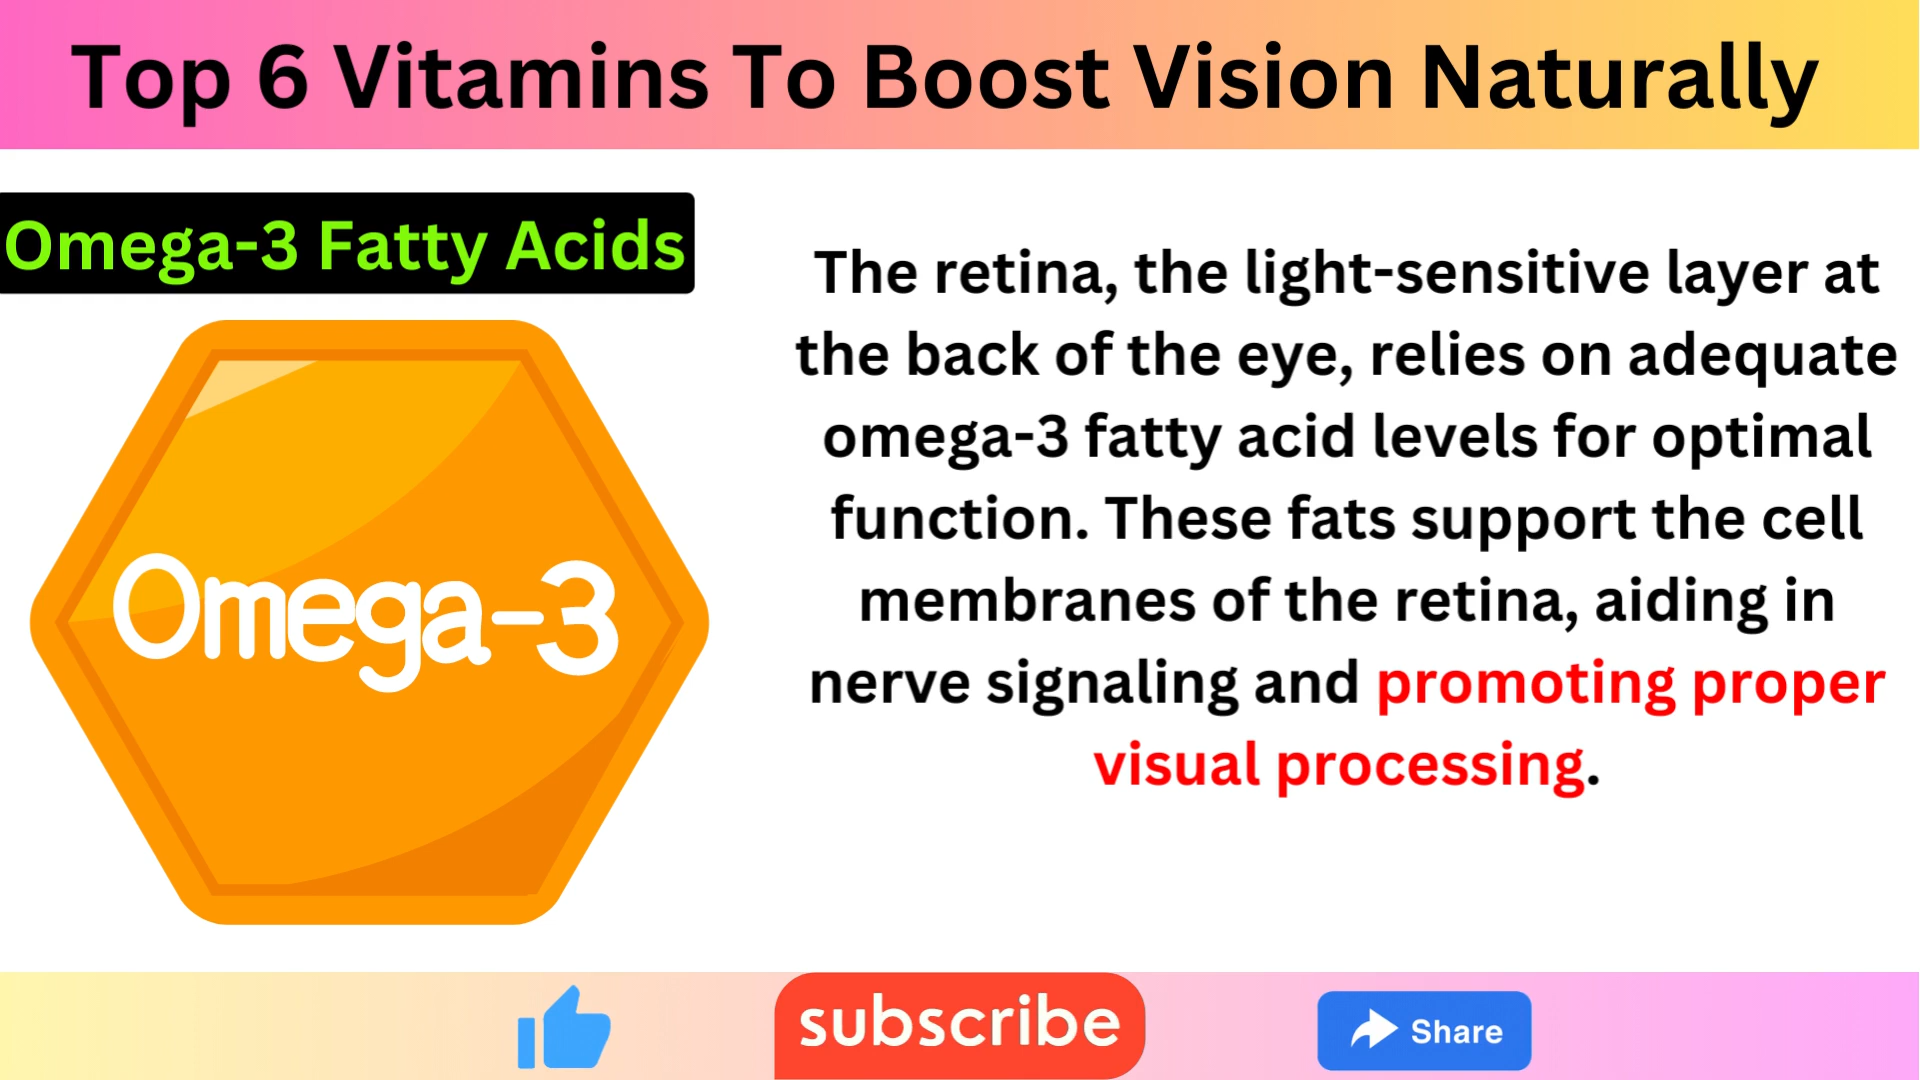 Top 6 Vitamins To Boost Vision Naturally
Omega-3 Fatty Acids
Omega-3
The retina, the light-sensitive layer at
the back of the eye, relies on adequate
omega-3 fatty acid levels for optimal
function. These fats support the cell
membranes of the retina, aiding in
nerve signaling and promoting proper
visual processing.
subscribe
Share